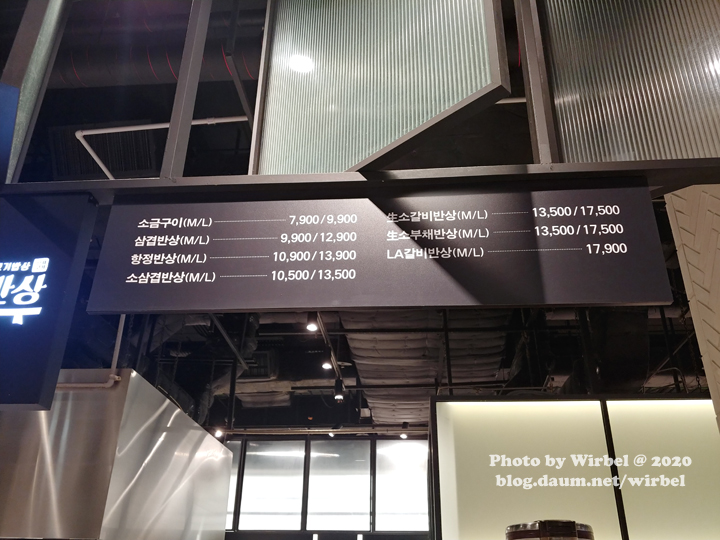 소금구이(M/L) 7,900/9,900
삼겹반상(M/L) 9,900/12,900
항정반상(M/L) 10,900/13,900
소삼겹반상(M/L) 10,500/13,500
生소갈비반상(M/L) 13,500/17,500
生소부채반상(M/L) 13,500/17,500
LA갈비반상(M/L) 17,900
반상
Photo by Wirbel @ 2020
blog.daum.net/wirbel